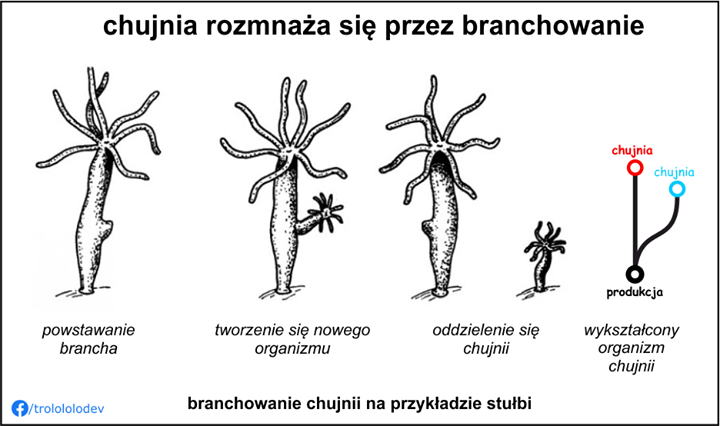 chujnia rozmnaża się przez branchowanie
chujnia
chujnia
produkcja
powstawanie
brancha
tworzenie się nowego
organizmu
oddzielenie się
chujnii
wykształcony
organizm
chujnii
/trolololodev
branchowanie chujnii na przykładzie stułbi